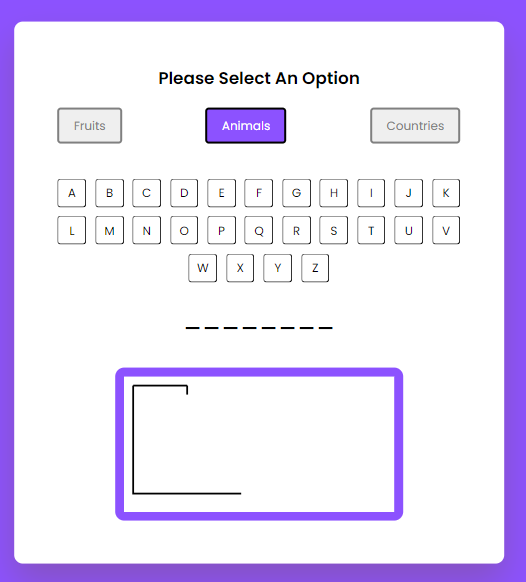 Please Select An Option
Fruits Animals Countries
A B C D E F G H I J K
L M N O P Q R S T U V
W X Y Z
_ _ _ _ _ _ _ _